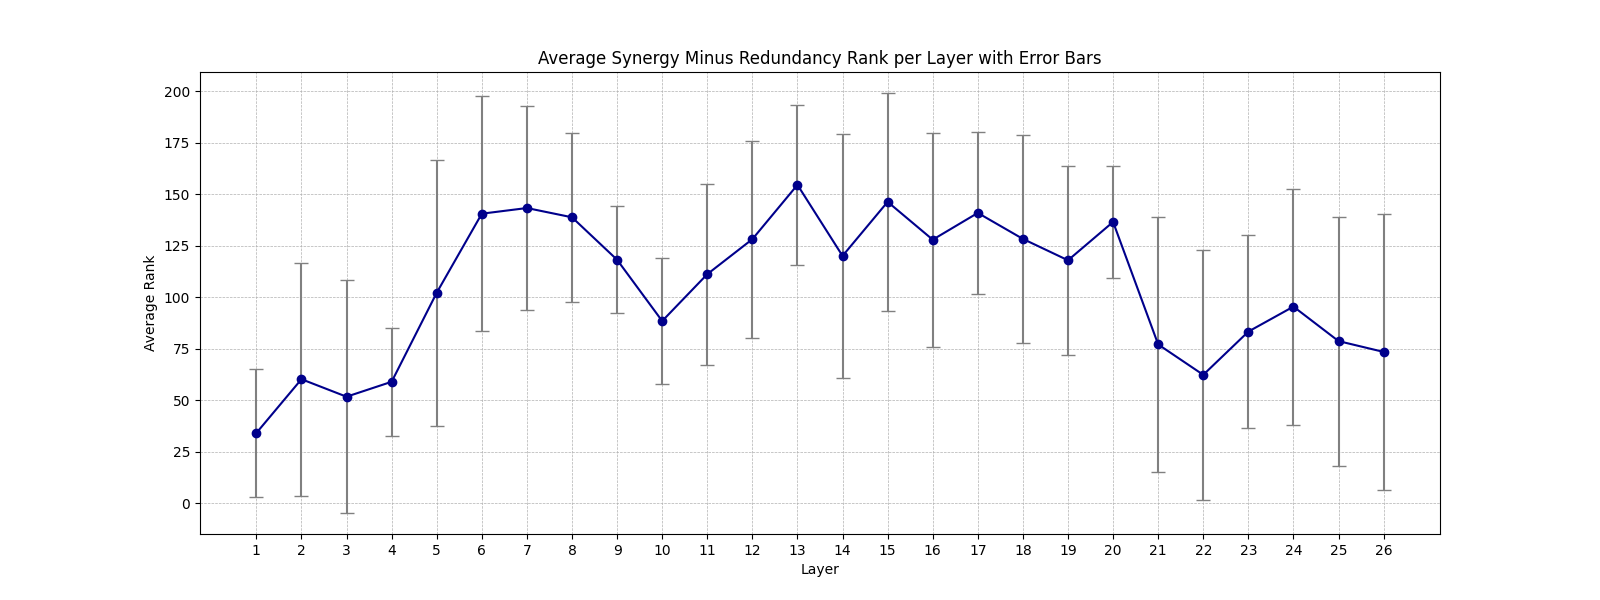 Average Synergy Minus Redundancy Rank per Layer with Error Bars
200
175
150
125
100
75
50
25
0
Average Rank
1 2 3 4 5 6 7 8 9 10 11 12 13 14 15 16 17 18 19 20 21 22 23 24 25 26
Layer